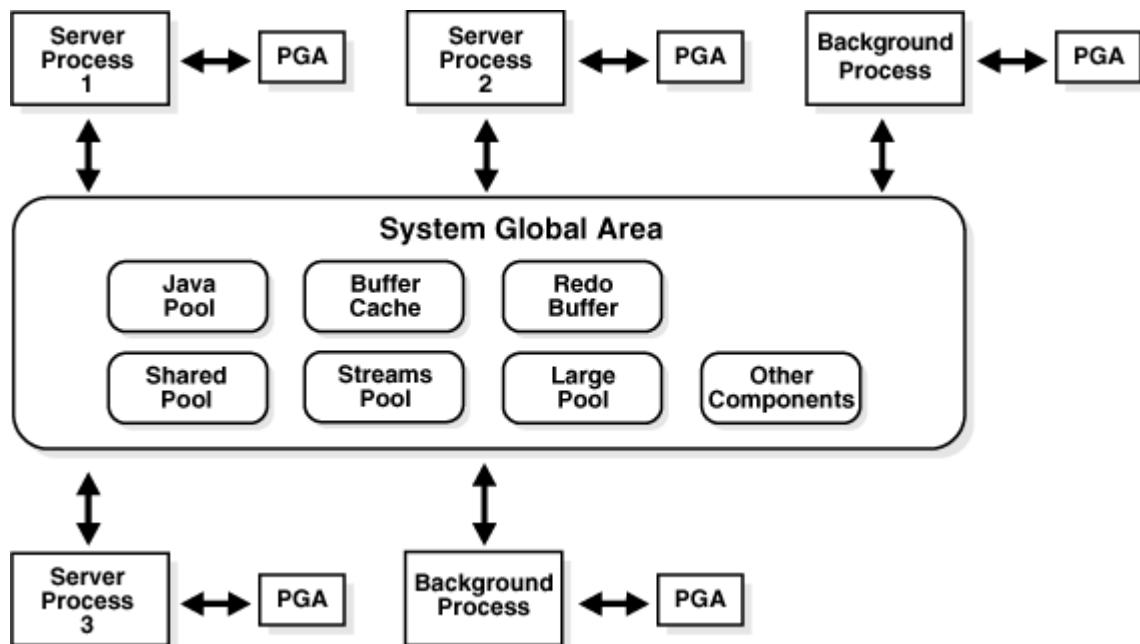 Server
Process
1
PGA
Server
Process
2
PGA
Background
Process
PGA
System Global Area
Java
Pool
Buffer
Cache
Redo
Buffer
Shared
Pool
Streams
Pool
Large
Pool
Other
Components
Server
Process
3
PGA
Background
Process
PGA